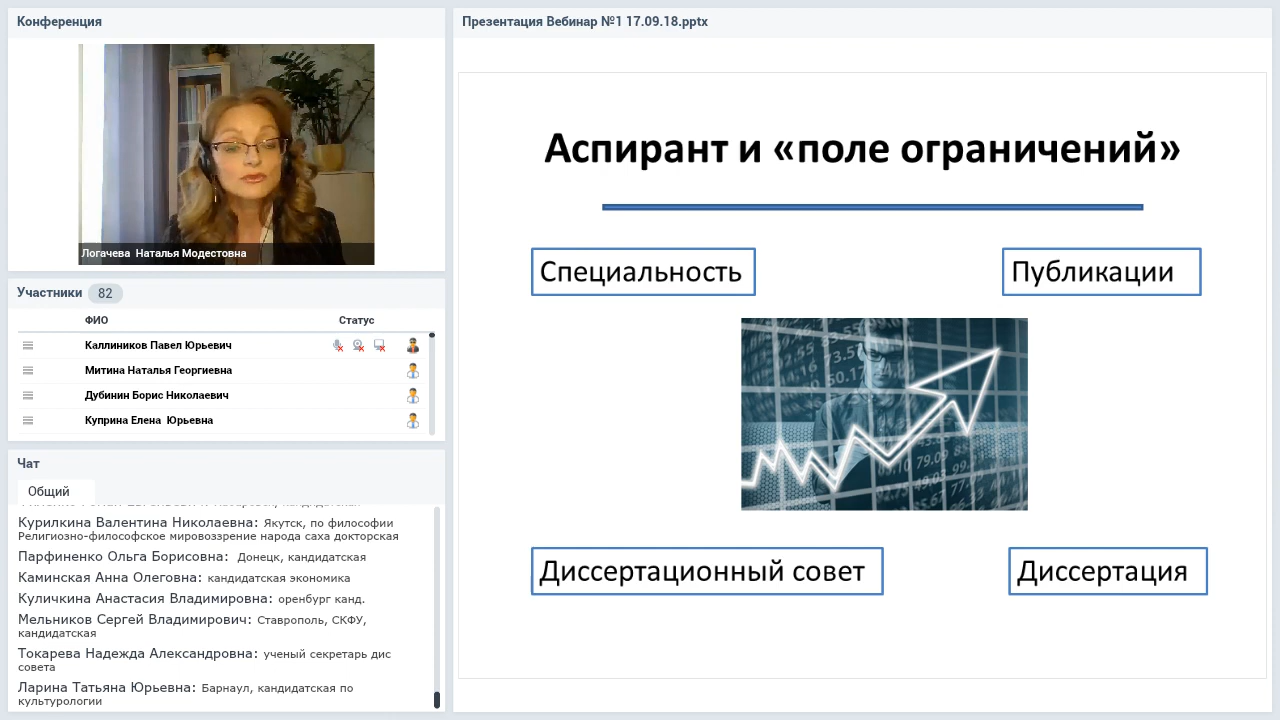 Конференция
Логачева Наталья Модестовна
Участники 82
ФИО Статус
Каллиников Павел Юрьевич
Митина Наталья Георгиевна
Дубинин Борис Николаевич
Куприна Елена Юрьевна
Чат
Общий
Курилкина Валентина Николаевна: Якутск, по философии
Религиозно-философское мировоззрение народа саха докторская
Парфиненко Ольга Борисовна: Донецк, кандидатская
Каминская Анна Олеговна: кандидатская экономика
Куличкина Анастасия Владимировна: оренбург канд.
Мельников Сергей Владимирович: Ставрополь, СКФУ,
кандидатская
Токарева Надежда Александровна: ученый секретарь дис
совета
Ларина Татьяна Юрьевна: Барнаул, кандидатская по
культурологии
Презентация Вебинар №1 17.09.18.pptx
Аспирант и «поле ограничений»
Специальность
Публикации
Диссертационный совет
Диссертация